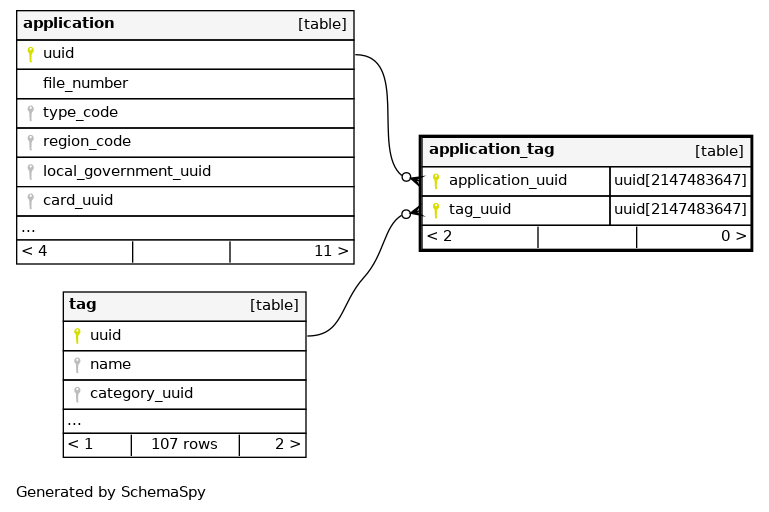 application [table]
uuid
file_number
type_code
region_code
local_government_uuid
card_uuid
...
< 4 11 >
application_tag [table]
application_uuid uuid[2147483647]
tag_uuid uuid[2147483647]
< 2 0 >
tag [table]
uuid
name
category_uuid
...
< 1 107 rows 2 >
Generated by SchemaSpy